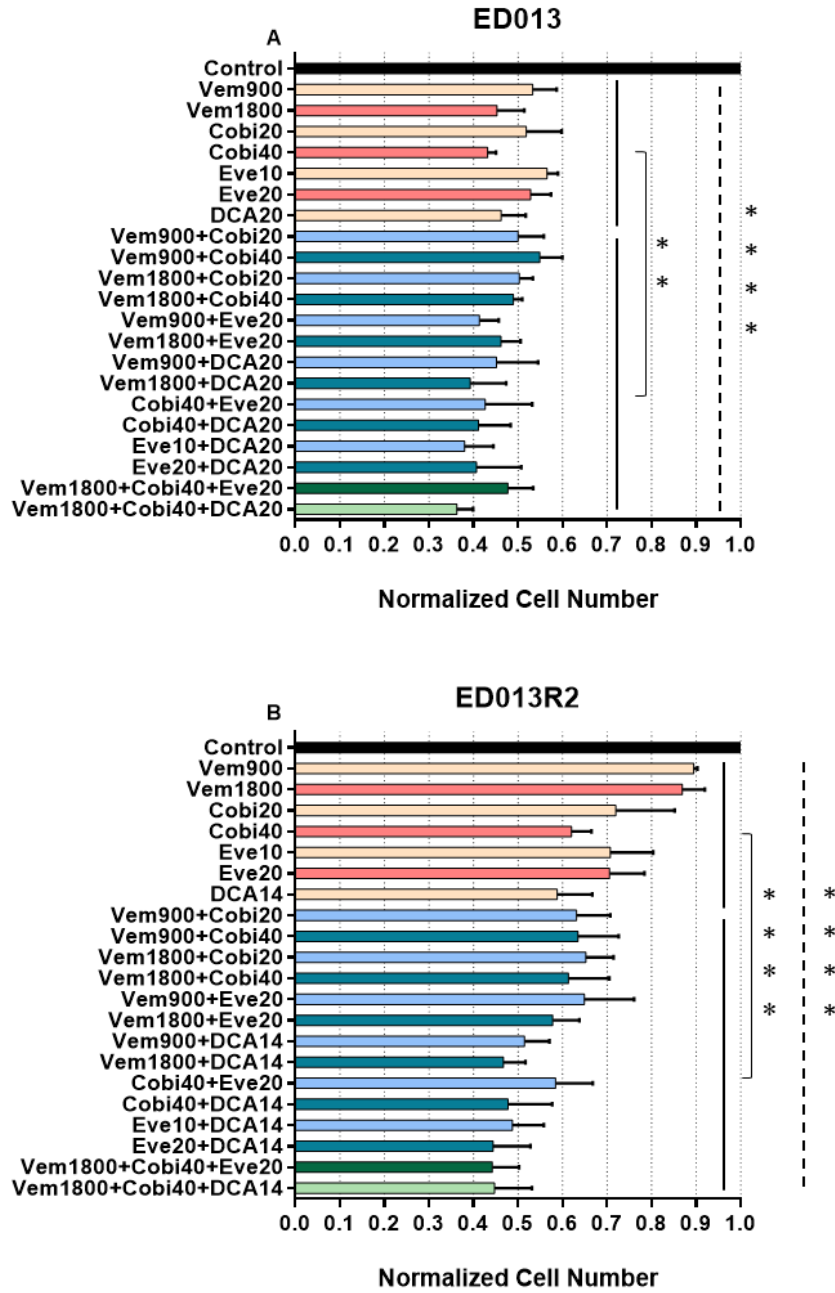 ED013
A
Control
Vem900
Vem1800
Cobi20
Cobi40
Eve10
Eve20
DCA20
Vem900+Cobi20
Vem900+Cobi40
Vem1800+Cobi20
Vem1800+Cobi40
Vem900+Eve20
Vem1800+Eve20
Vem900+DCA20
Vem1800+DCA20
Cobi40+Eve20
Cobi40+DCA20
Eve10+DCA20
Eve20+DCA20
Vem1800+Cobi40+Eve20
Vem1800+Cobi40+DCA20
* *
* * * *
0.0 0.1 0.2 0.3 0.4 0.5 0.6 0.7 0.8 0.9 1.0
Normalized Cell Number
ED013R2
B
Control
Vem900
Vem1800
Cobi20
Cobi40
Eve10
Eve20
DCA14
Vem900+Cobi20
Vem900+Cobi40
Vem1800+Cobi20
Vem1800+Cobi40
Vem900+Eve20
Vem1800+Eve20
Vem900+DCA14
Vem1800+DCA14
Cobi40+Eve20
Cobi40+DCA14
Eve10+DCA14
Eve20+DCA14
Vem1800+Cobi40+Eve20
Vem1800+Cobi40+DCA14
* * * *
* * * *
0.0 0.1 0.2 0.3 0.4 0.5 0.6 0.7 0.8 0.9 1.0
Normalized Cell Number